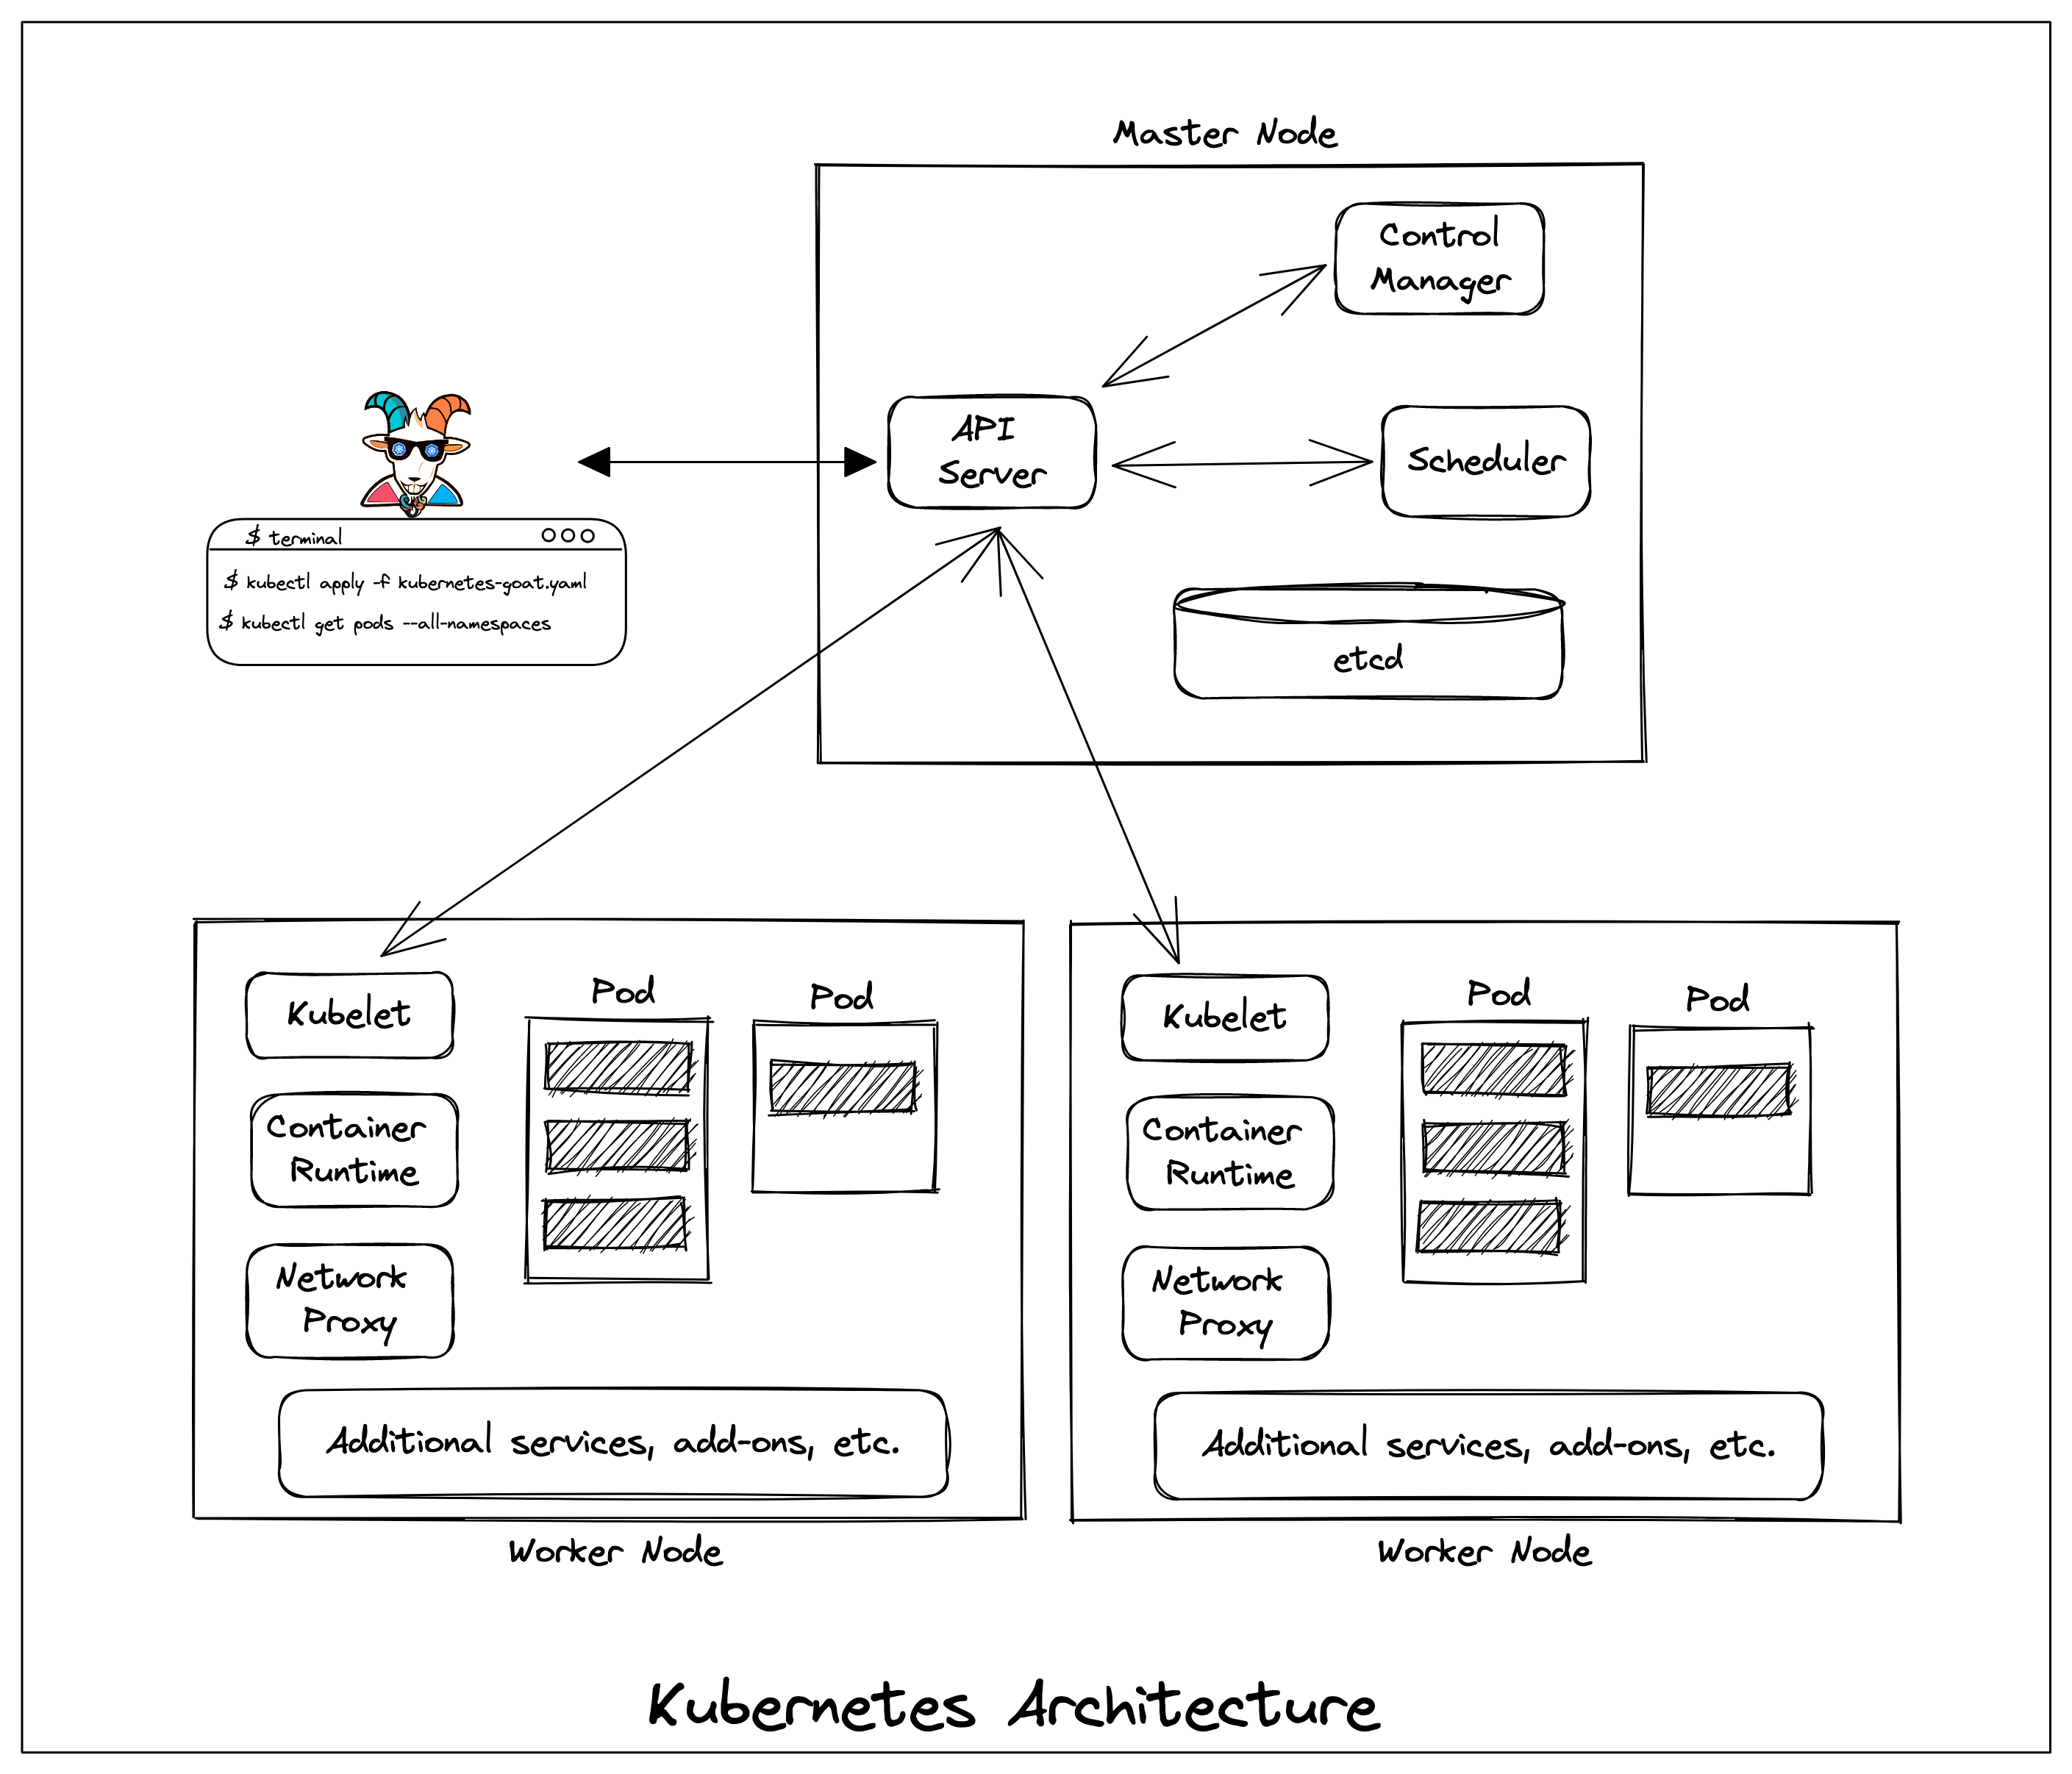 Master Node
Control
Manager
API
Server
Scheduler
etcd
$ terminal
$ kubectl apply -f kubernetes-goat.yaml
$ kubectl get pods --all-namespaces
Kubelet
Container
Runtime
Network
Proxy
Pod
Pod
Additional services, add-ons, etc.
Worker Node
Kubelet
Container
Runtime
Network
Proxy
Pod
Pod
Additional services, add-ons, etc.
Worker Node
Kubernetes Architecture